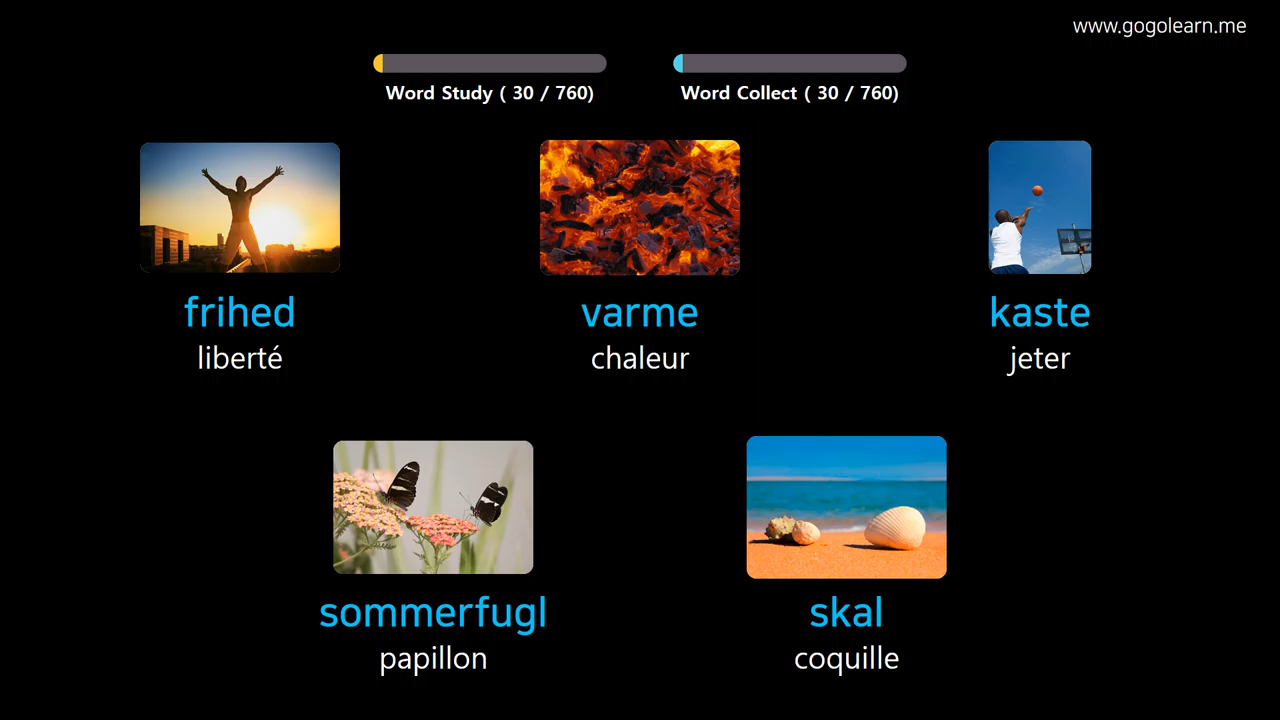 www.gogolearn.me
Word Study ( 30 / 760)
Word Collect ( 30 / 760)
frihed
liberté
varme
chaleur
kaste
jeter
sommerfugl
papillon
skal
coquille